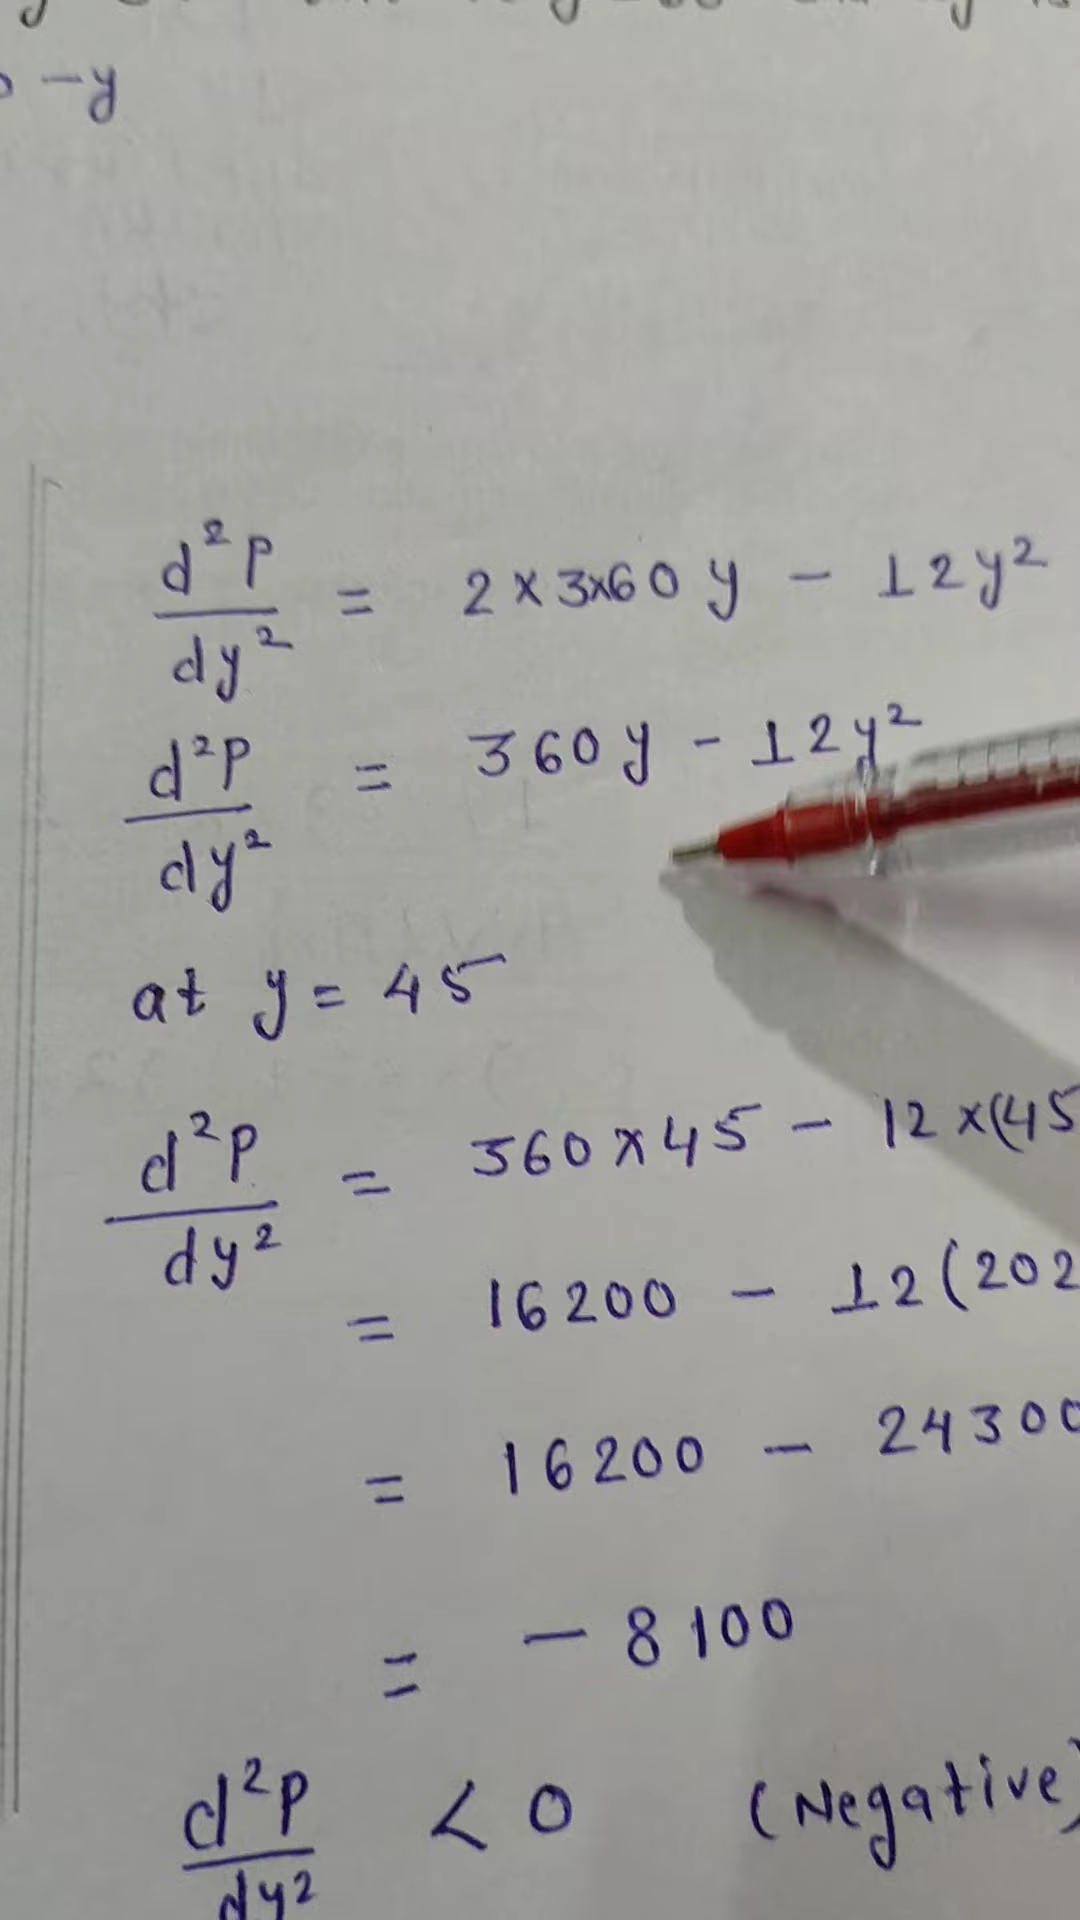 -y
d²P/dy² = 2×3×60y - 12y²
d²P/dy² = 360y - 12y²
at y = 45
d²P/dy² = 360×45 - 12×(45
= 16200 - 12(202
= 16200 - 24300
= - 8100
d²P/dy² < 0 (Negative)